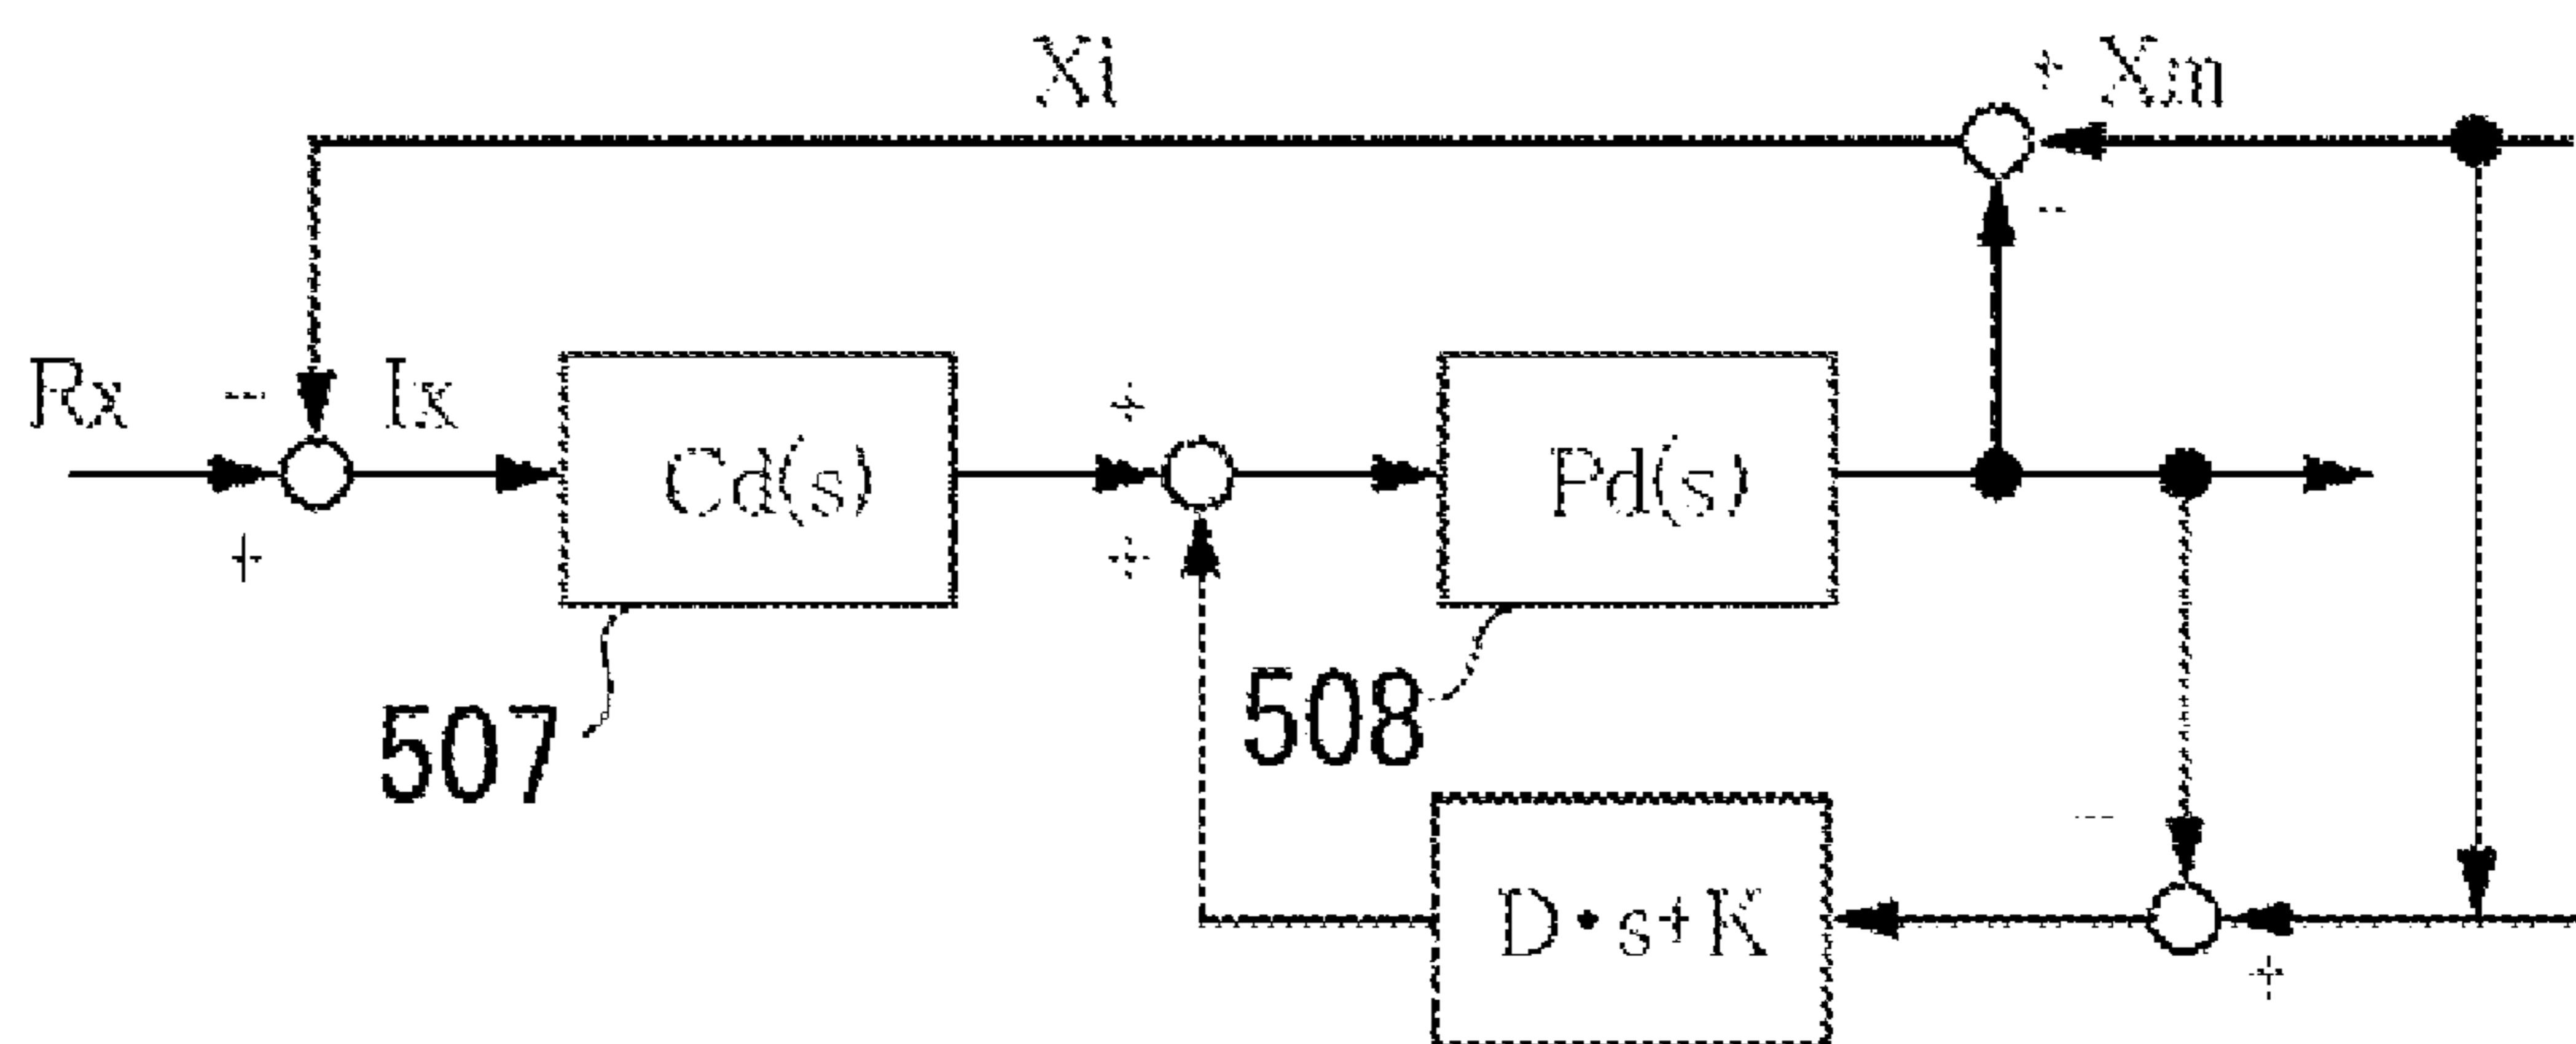 Xi
+ Xm
-
Rx
-
Ix
Cd(s)
+
Pd(s)
+
+
507
508
-
D·s+K
+